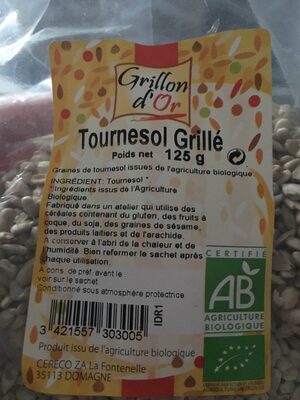 Grillon
d'Or
Tournesol Grillé
Poids net 125 g
Graines de tournesol issues de l'agriculture biologique
INGRÉDIENT: Tournesol *
* Ingrédients issus de l'Agriculture
Biologique.
Fabriqué dans un atelier qui utilise des
céréales contenant du gluten, des fruits à
coque, du soja, des graines de sésame,
des produits laitiers et de l'arachide.
A conserver à l'abri de la chaleur et de
l'humidité. Bien refermer le sachet après
chaque utilisation.
A cons. de préf avant le
voir sur le sachet
Conditionné sous atmosphère protectrice
IDR1
3 421557 303005
CERTIFIÉ
AB
AGRICULTURE
BIOLOGIQUE
Produit issu de l'agriculture biologique
CERECO ZA La Fontenelle
35113 DOMAGNE